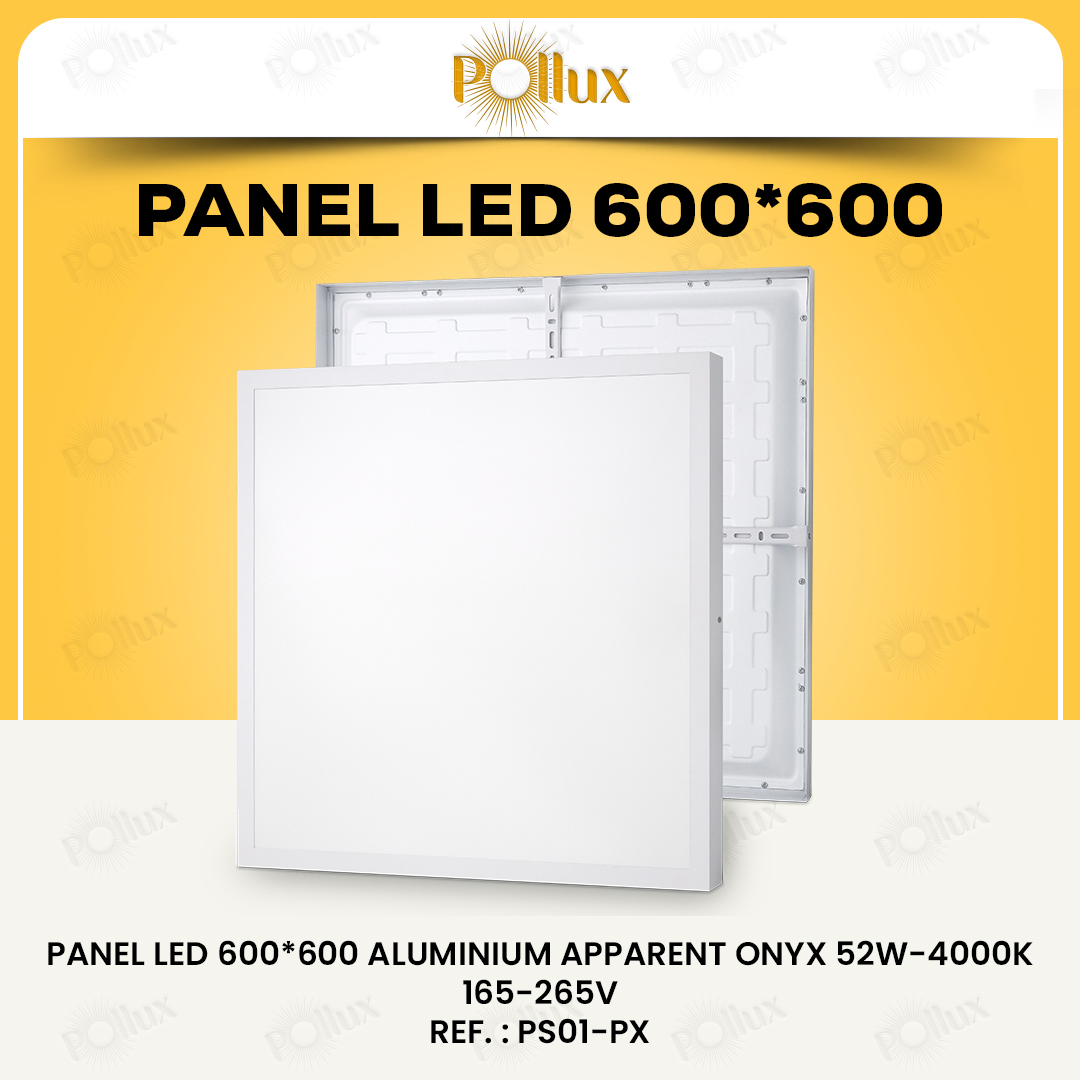 Pollux
PANEL LED 600*600
PANEL LED 600*600 ALUMINIUM APPARENT ONYX 52W-4000K
165-265V
REF. : PS01-PX